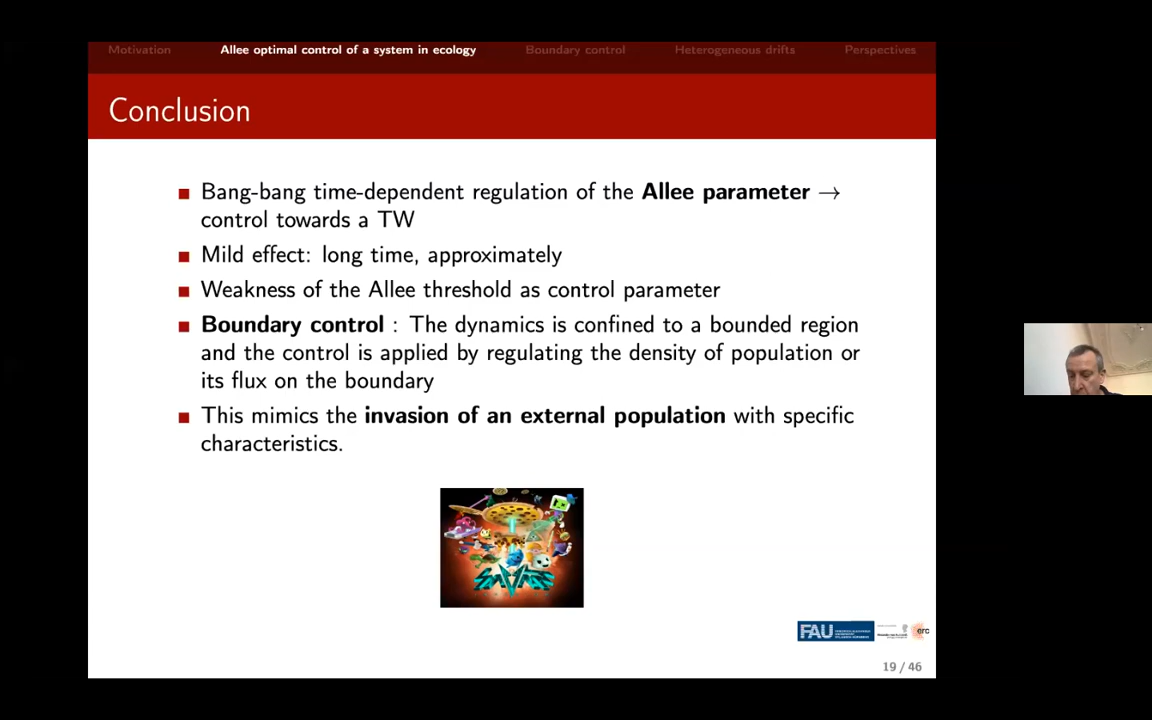 Motivation Allee optimal control of a system in ecology Boundary control Heterogeneous drifts Perspectives
Conclusion
Bang-bang time-dependent regulation of the Allee parameter →
control towards a TW
Mild effect: long time, approximately
Weakness of the Allee threshold as control parameter
Boundary control : The dynamics is confined to a bounded region
and the control is applied by regulating the density of population or
its flux on the boundary
This mimics the invasion of an external population with specific
characteristics.
FAU
erc
19 / 46